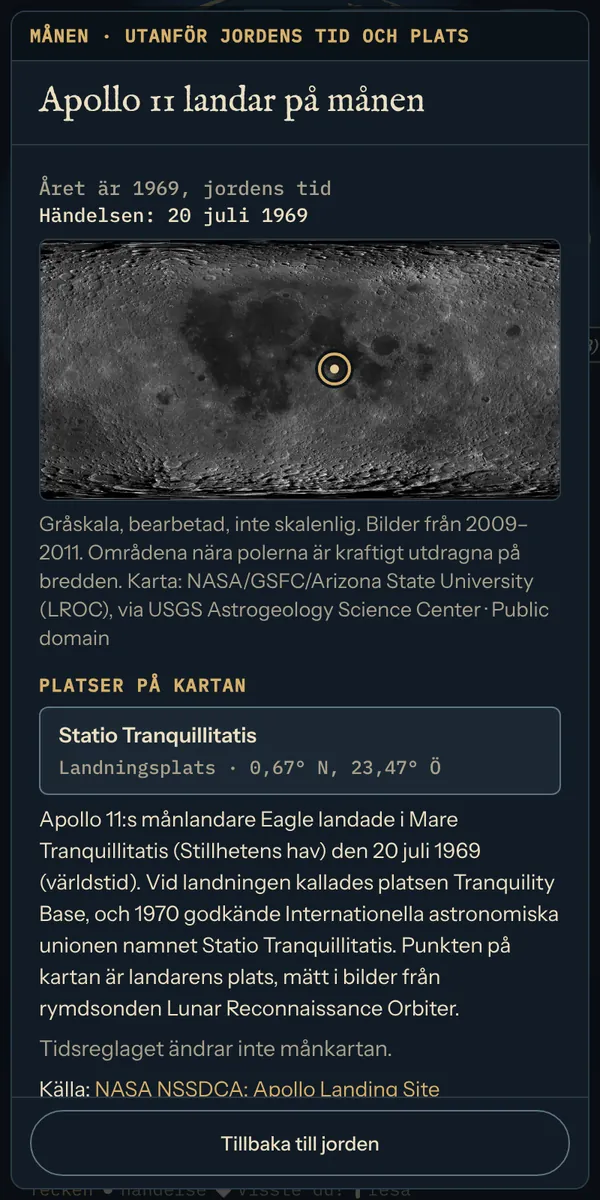 MÅNEN · UTANFÖR JORDENS TID OCH PLATS
Apollo 11 landar på månen
Året är 1969, jordens tid
Händelsen: 20 juli 1969
Gråskala, bearbetad, inte skalenlig. Bilder från 2009–
2011. Områdena nära polerna är kraftigt utdragna på
bredden. Karta: NASA/GSFC/Arizona State University
(LROC), via USGS Astrogeology Science Center · Public
domain
PLATSER PÅ KARTAN
Statio Tranquillitatis
Landningsplats · 0,67° N, 23,47° Ö
Apollo 11:s månlandare Eagle landade i Mare
Tranquillitatis (Stillhetens hav) den 20 juli 1969
(världstid). Vid landningen kallades platsen Tranquility
Base, och 1970 godkände Internationella astronomiska
unionen namnet Statio Tranquillitatis. Punkten på
kartan är landarens plats, mätt i bilder från
rymdsonden Lunar Reconnaissance Orbiter.
Tidsreglaget ändrar inte månkartan.
Källa: NASA NSSDCA: Apollo Landing Site
Tillbaka till jorden